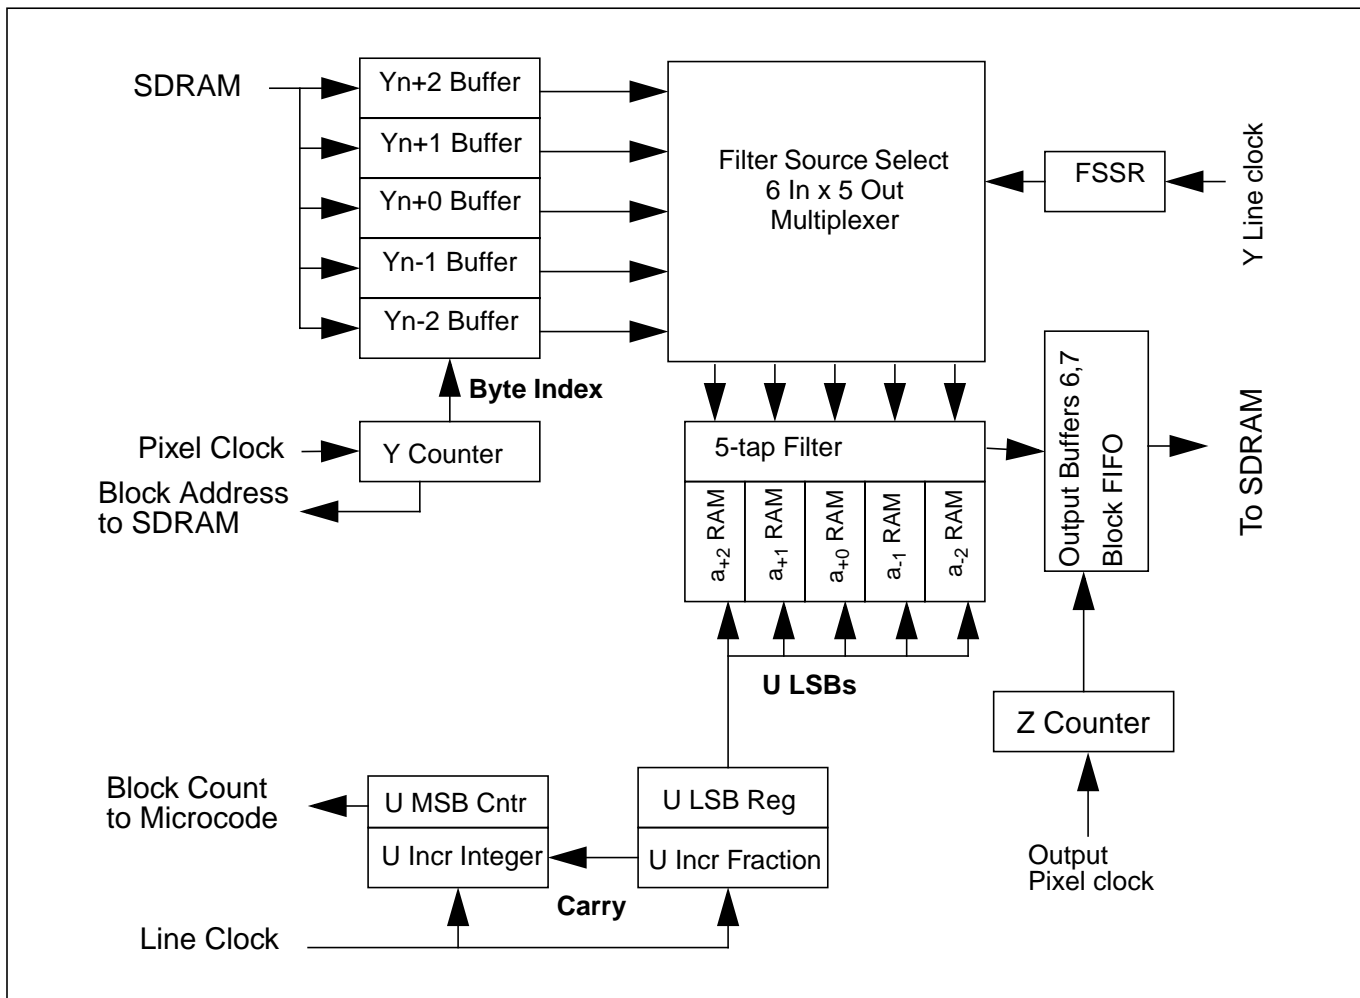 SDRAM
Yn+2 Buffer
Yn+1 Buffer
Yn+0 Buffer
Yn-1 Buffer
Yn-2 Buffer
Filter Source Select
6 In x 5 Out
Multiplexer
FSSR
Y Line clock
Byte Index
Pixel Clock
Y Counter
Block Address
to SDRAM
5-tap Filter
a+2 RAM
a+1 RAM
a+0 RAM
a-1 RAM
a-2 RAM
Output Buffers 6,7
Block FIFO
To SDRAM
U LSBs
Z Counter
Block Count
to Microcode
U MSB Cntr
U Incr Integer
U LSB Reg
U Incr Fraction
Output
Pixel clock
Carry
Line Clock